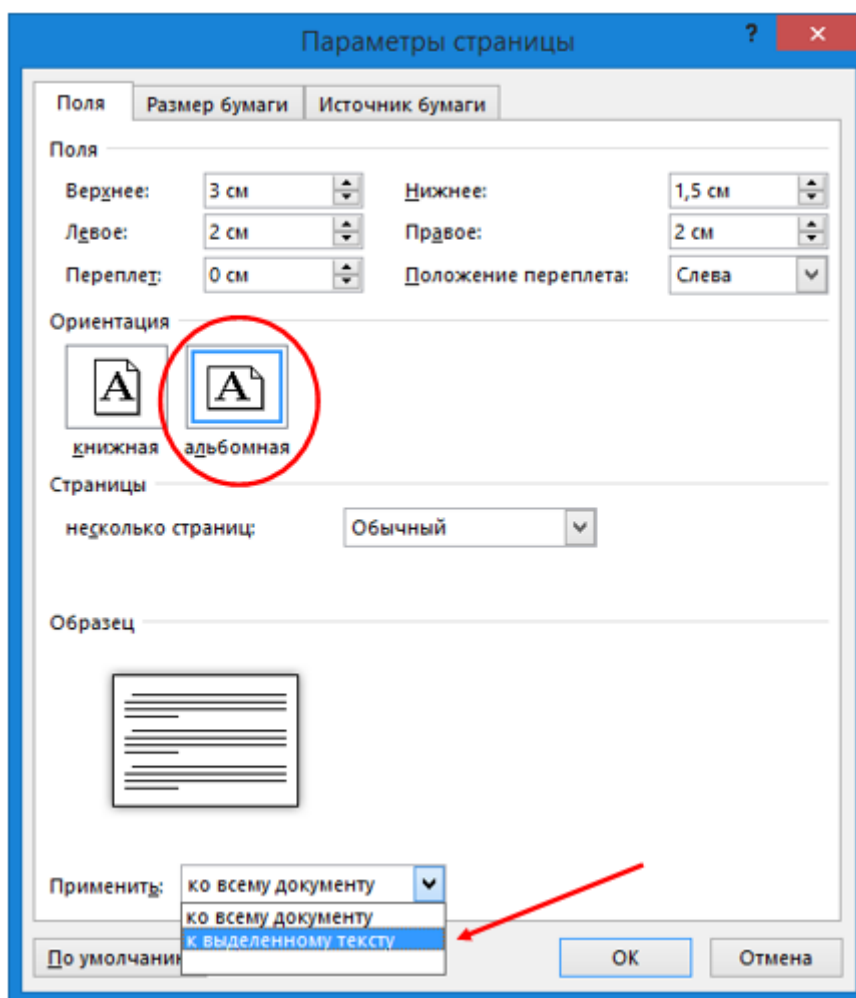 Параметры страницы ?
Поля Размер бумаги Источник бумаги
Поля
Верхнее: 3 см Нижнее: 1,5 см
Левое: 2 см Правое: 2 см
Переплет: 0 см Положение переплета: Слева
Ориентация
A A
книжная альбомная
Страницы
несколько страниц: Обычный
Образец
Применить: ко всему документу
ко всему документу
к выделенному тексту
По умолчани ОК Отмена